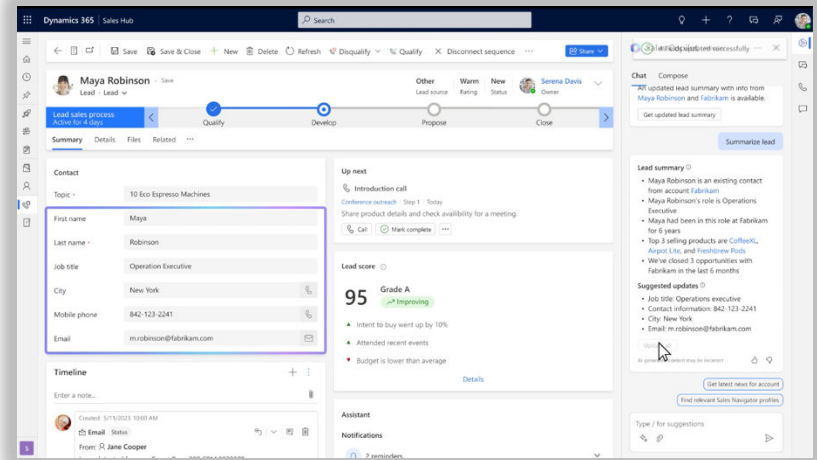 Dynamics 365 Sales Hub
Search
Save Save & Close New Delete Refresh Disqualify Qualify Disconnect sequence Share
Maya Robinson - Save
Lead · Lead
Other
Lead source
Warm
Rating
New
Status
Serena Davis
Owner
Lead sales process
Active for 4 days
Qualify
Develop
Propose
Close
Summary Details Files Related
Contact
Topic 10 Eco Espresso Machines
First name Maya
Last name Robinson
Job title Operation Executive
City New York
Mobile phone 842-123-2241
Email m.robinson@fabrikam.com
Timeline
Enter a note...
Created: 5/11/2023 10:00 AM
Email Status
From: Jane Cooper
Up next
Introduction call
Conference outreach Step 1 Today
Share product details and check availibility for a meeting.
Call Mark complete
Lead score
95
Grade A
Improving
Intent to buy went up by 10%
Attended recent events
Budget is lower than average
Details
Assistant
Notifications
2 reminders
Chat Compose
An updated lead summary with info from
Maya Robinson and Fabrikam is available.
Get updated lead summary
Summarize lead
Lead summary
• Maya Robinson is an existing contact
from account Fabrikam
• Maya Robinson's role is Operations
Executive
• Maya had been in this role at Fabrikam
for 6 years
• Top 3 selling products are CoffeeXL,
Airpot Lite, and Freshbrew Pods
• We've closed 3 opportunities with
Fabrikam in the last 6 months
Suggested updates
• Job title: Operations executive
• Contact information: 842-123-2241
• City: New York
• Email: m.robinson@fabrikam.com
Get latest news for account
Find relevant Sales Navigator profiles
Type / for suggestions
S